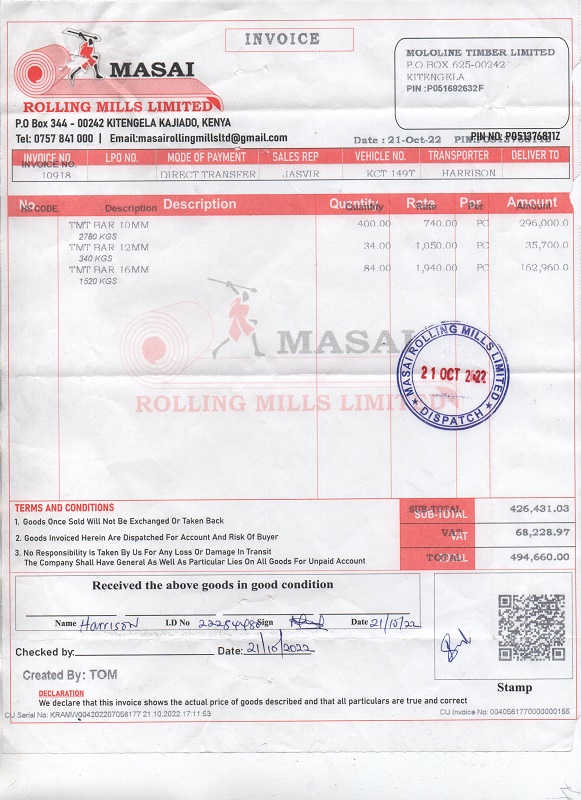 INVOICE
MASAI
ROLLING MILLS LIMITED
P.O Box 344 - 00242 KITENGELA KAJIADO, KENYA
Tel: 0757 841 000 | Email:masairollingmillsltd@gmail.com
MOLOLINE TIMBER LIMITED
P.O BOX 625-00242
KITENGELA
PIN :P051692632F
Date : 21-Oct-22 PIN NO: P051376811Z
INVOICE NO. LPO NO. MODE OF PAYMENT SALES REP VEHICLE NO. TRANSPORTER DELIVER TO
INVOICE NO.
10918 DIRECT TRANSFER JASVIR KCT 149T HARRISON
No. Description Quantity Rate Per Amount
HS CODE. Description Quantity Rate Per Amount
TMT BAR 10MM 400.00 740.00 PC 296,000.0
2780 KGS
TMT BAR 12MM 34.00 1,050.00 PC 35,700.0
340 KGS
TMT BAR 16MM 84.00 1,940.00 PC 162,960.0
1520 KGS
MASAI
ROLLING MILLS LIMITED
MASAI ROLLING MILLS LIMITED
21 OCT 2022
DISPATCH
TERMS AND CONDITIONS
1. Goods Once Sold Will Not Be Exchanged Or Taken Back
2. Goods Invoiced Herein Are Dispatched For Account And Risk Of Buyer
3. No Responsibility Is Taken By Us For Any Loss Or Damage In Transit
The Company Shall Have General As Well As Particular Lies On All Goods For Unpaid Account
SUB-TOTAL SUB-TOTAL 426,431.03
VAT VAT 68,228.97
TOTAL 494,660.00
Received the above goods in good condition
Name Harrison I.D No Sign Date 21/10/22
Checked by: Date: 21/10/2022
Created By: TOM
Stamp
DECLARATION
We declare that this invoice shows the actual price of goods described and that all particulars are true and correct
CU Serial No: KRAMW004202207056177 21.10.2022 17:11:53
CU Invoice No: 0040561770000000155